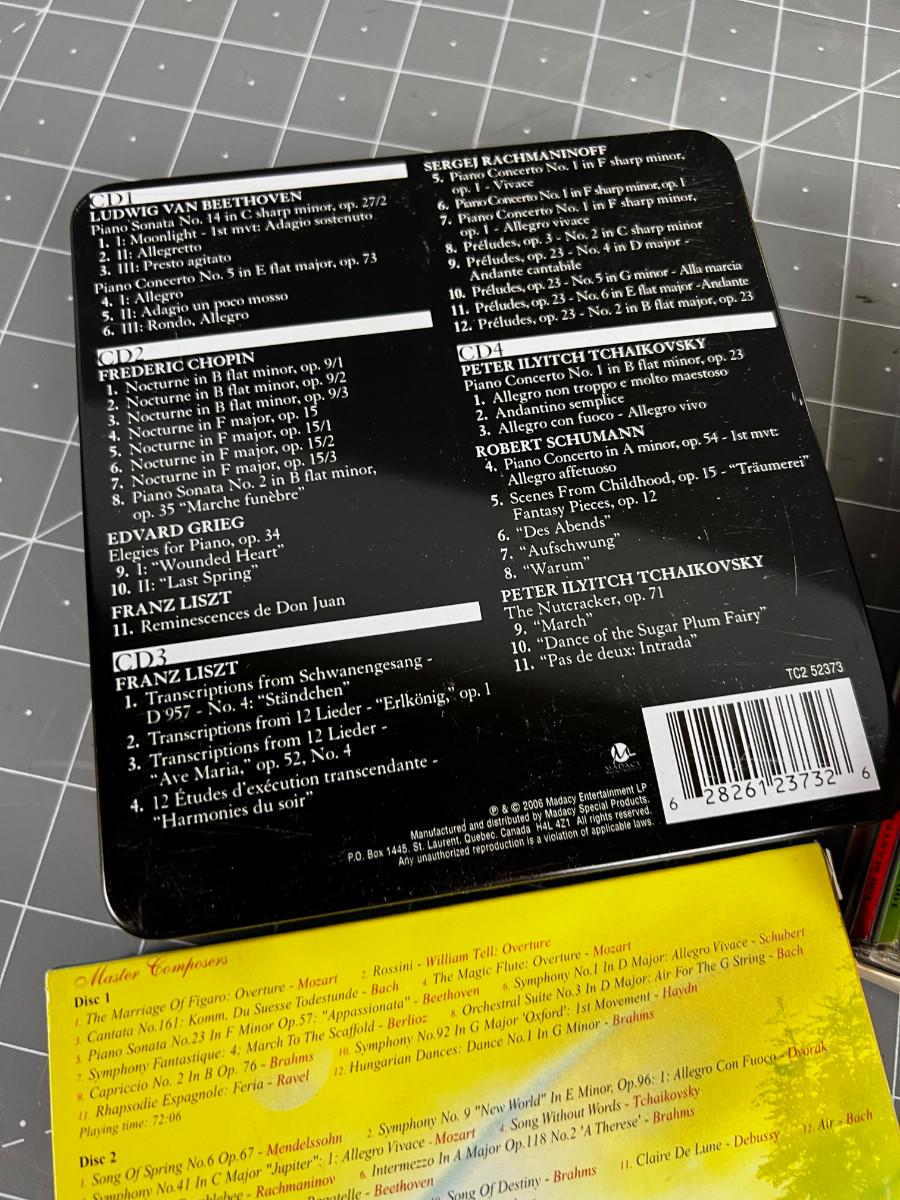 CD1
LUDWIG VAN BEETHOVEN
Piano Sonata No. 14 in C sharp minor, op. 27/2
1. I: Moonlight - 1st mvt: Adagio sostenuto
2. II: Allegretto
3. III: Presto agitato
Piano Concerto No. 5 in E flat major, op. 73
4. I: Allegro
5. II: Adagio un poco mosso
6. III: Rondo, Allegro
CD2
FREDERIC CHOPIN
1. Nocturne in B flat minor, op. 9/1
2. Nocturne in B flat minor, op. 9/2
3. Nocturne in B flat minor, op. 9/3
4. Nocturne in F major, op. 15
5. Nocturne in F major, op. 15/1
6. Nocturne in F major, op. 15/2
7. Nocturne in F major, op. 15/3
8. Piano Sonata No. 2 in B flat minor,
op. 35 “Marche funèbre”
EDVARD GRIEG
Elegies for Piano, op. 34
9. I: “Wounded Heart”
10. II: “Last Spring”
FRANZ LISZT
11. Reminescences de Don Juan
CD3
FRANZ LISZT
1. Transcriptions from Schwanengesang -
D 957 - No. 4: “Ständchen”
2. Transcriptions from 12 Lieder - “Erlkönig,” op. 1
3. Transcriptions from 12 Lieder -
“Ave Maria,” op. 52, No. 4
4. 12 Études d'exécution transcendante -
“Harmonies du soir”
SERGEJ RACHMANINOFF
5. Piano Concerto No. 1 in F sharp minor,
op. 1 - Vivace
6. Piano Concerto No. 1 in F sharp minor, op. 1
7. Piano Concerto No. 1 in F sharp minor,
op. 1 - Allegro vivace
8. Préludes, op. 3 - No. 2 in C sharp minor
9. Préludes, op. 23 - No. 4 in D major -
Andante cantabile
10. Préludes, op. 23 - No. 5 in G minor - Alla marcia
11. Préludes, op. 23 - No. 6 in E flat major -Andante
12. Préludes, op. 23 - No. 2 in B flat major, op. 23
CD4
PETER ILYITCH TCHAIKOVSKY
Piano Concerto No. 1 in B flat minor, op. 23
1. Allegro non troppo e molto maestoso
2. Andantino semplice
3. Allegro con fuoco - Allegro vivo
ROBERT SCHUMANN
4. Piano Concerto in A minor, op. 54 - 1st mvt:
Allegro affetuoso
5. Scenes From Childhood, op. 15 - “Träumerei”
Fantasy Pieces, op. 12
6. “Des Abends”
7. “Aufschwung”
8. “Warum”
PETER ILYITCH TCHAIKOVSKY
The Nutcracker, op. 71
9. “March”
10. “Dance of the Sugar Plum Fairy”
11. “Pas de deux: Intrada”
TC2 52373
6 28261 23732 6
MADACY
℗ & © 2006 Madacy Entertainment LP
Manufactured and distributed by Madacy Special Products.
P.O. Box 1445, St. Laurent, Quebec, Canada H4L 4Z1 All rights reserved.
Any unauthorized reproduction is a violation of applicable laws.
Master Composers
Disc 1
1. The Marriage Of Figaro: Overture - Mozart 2. Rossini - William Tell: Overture
3. Cantata No.161: Komm, Du Suesse Todestunde - Bach 4. The Magic Flute: Overture - Mozart
5. Piano Sonata No.23 In F Minor Op.57: "Appassionata" - Beethoven 6. Symphony No.1 In D Major: Allegro Vivace - Schubert
7. Symphony Fantastique: 4; March To The Scaffold - Berlioz 8. Orchestral Suite No.3 In D Major: Air For The G String - Bach
9. Capriccio No. 2 In B Op. 76 - Brahms 10. Symphony No.92 In G Major 'Oxford': 1st Movement - Haydn
11. Rhapsodie Espagnole: Feria - Ravel 12. Hungarian Dances: Dance No.1 In G Minor - Brahms
Playing time: 72:06
Disc 2
1. Song Of Spring No.6 Op.67 - Mendelssohn 2. Symphony No. 9 "New World" In E Minor, Op.96: 1: Allegro Con Fuoco - Dvorak
Symphony No.41 In C Major "Jupiter": 1: Allegro Vivace - Mozart 4. Song Without Words - Tchaikovsky
Rachmaninov 6. Intermezzo In A Major Op.118 No.2 'A Therese' - Brahms
Beethoven Song Of Destiny - Brahms 11. Claire De Lune - Debussy 12. Air - Bach